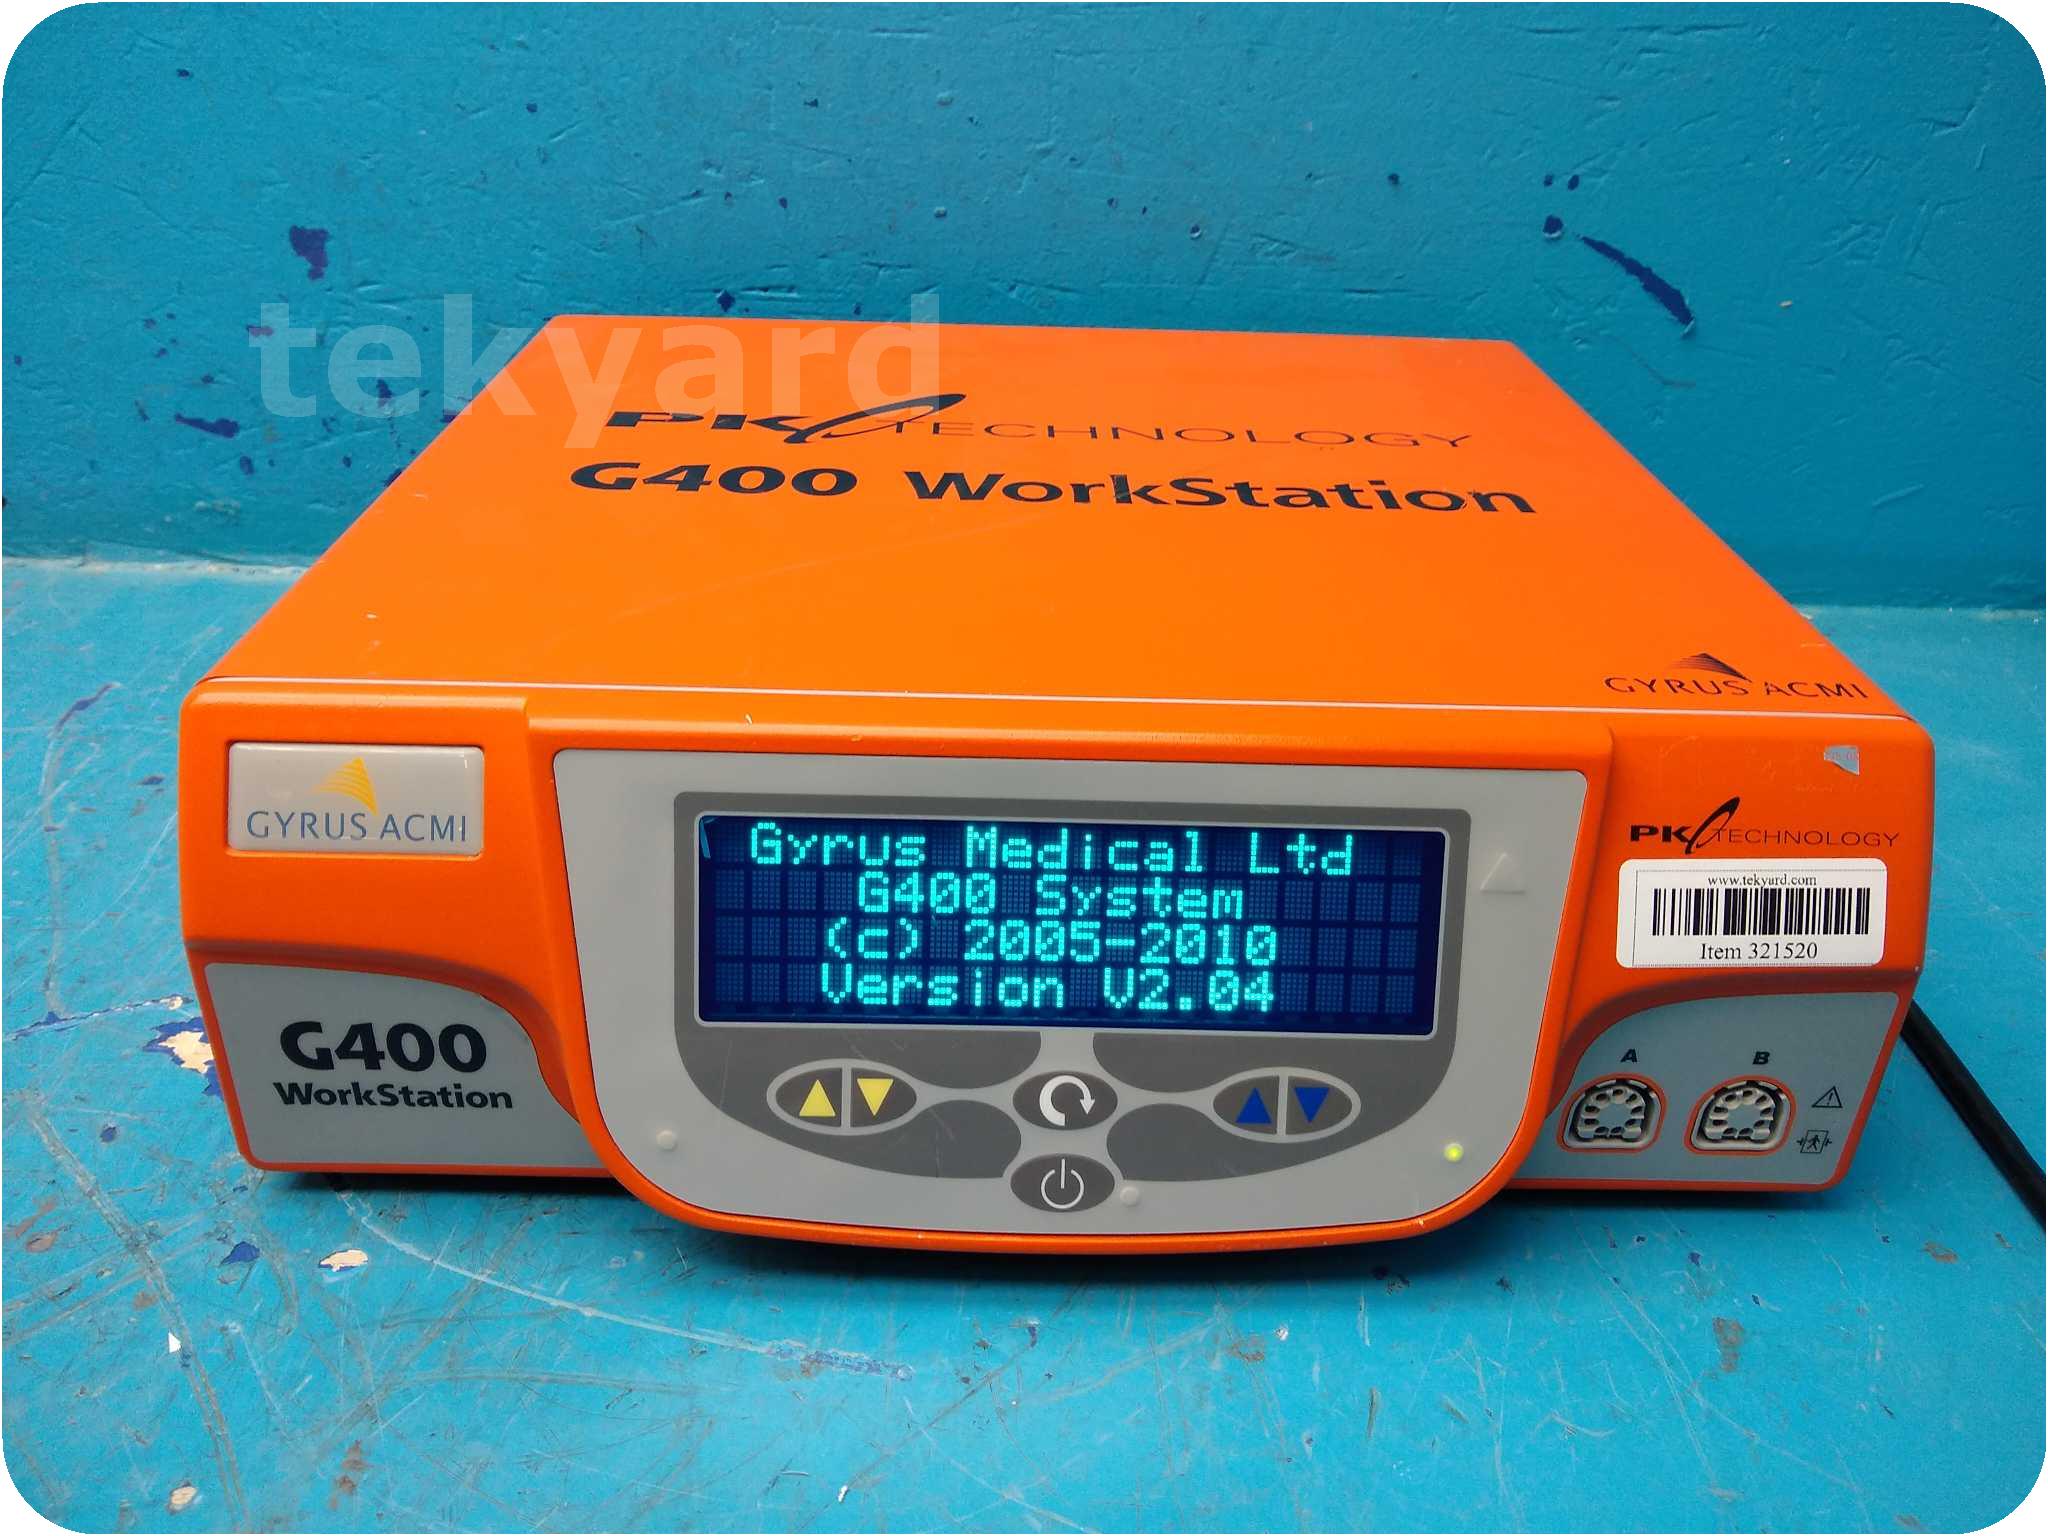 tekyard
PK TECHNOLOGY
G400 WorkStation
GYRUS ACMI
GYRUS ACMI
Gyrus Medical Ltd
G400 System
(c) 2005-2010
Version V2.04
PK TECHNOLOGY
www.tekyard.com
Item 321520
G400
WorkStation
A B